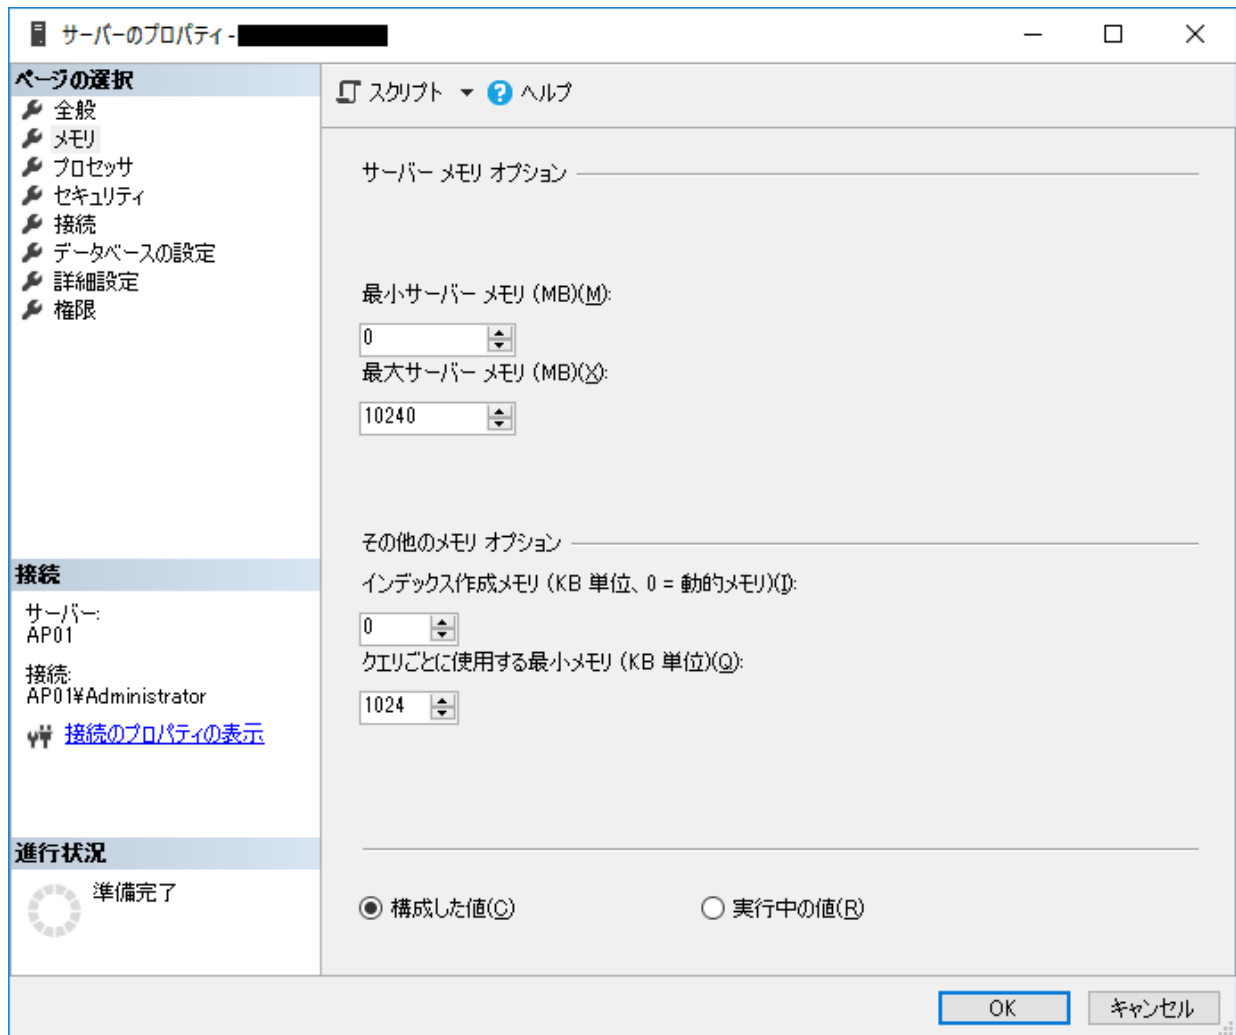 サーバーのプロパティ -
ページの選択
全般
メモリ
プロセッサ
セキュリティ
接続
データベースの設定
詳細設定
権限
スクリプト ヘルプ
サーバー メモリ オプション
最小サーバー メモリ (MB)(M):
0
最大サーバー メモリ (MB)(X):
10240
その他のメモリ オプション
インデックス作成メモリ (KB 単位、0 = 動的メモリ)(I):
0
クエリごとに使用する最小メモリ (KB 単位)(Q):
1024
接続
サーバー:
AP01
接続:
AP01¥Administrator
接続のプロパティの表示
進行状況
準備完了
構成した値(C) 実行中の値(R)
OK キャンセル